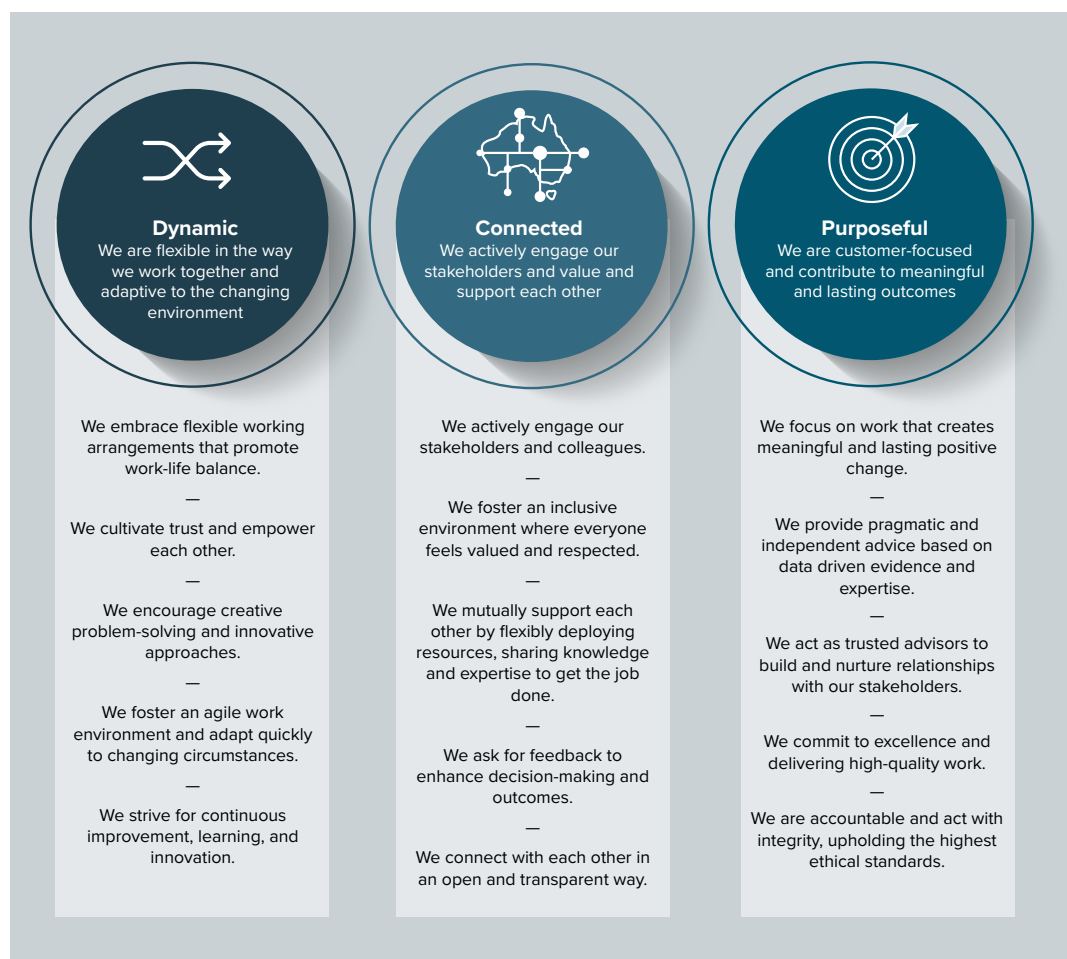 Dynamic
We are flexible in the way
we work together and
adaptive to the changing
environment
We embrace flexible working
arrangements that promote
work-life balance.
—
We cultivate trust and empower
each other.
—
We encourage creative
problem-solving and innovative
approaches.
—
We foster an agile work
environment and adapt quickly
to changing circumstances.
—
We strive for continuous
improvement, learning, and
innovation.
Connected
We actively engage our
stakeholders and value and
support each other
We actively engage our
stakeholders and colleagues.
—
We foster an inclusive
environment where everyone
feels valued and respected.
—
We mutually support each
other by flexibly deploying
resources, sharing knowledge
and expertise to get the job
done.
—
We ask for feedback to
enhance decision-making and
outcomes.
—
We connect with each other in
an open and transparent way.
Purposeful
We are customer-focused
and contribute to meaningful
and lasting outcomes
We focus on work that creates
meaningful and lasting positive
change.
—
We provide pragmatic and
independent advice based on
data driven evidence and
expertise.
—
We act as trusted advisors to
build and nurture relationships
with our stakeholders.
—
We commit to excellence and
delivering high-quality work.
—
We are accountable and act with
integrity, upholding the highest
ethical standards.